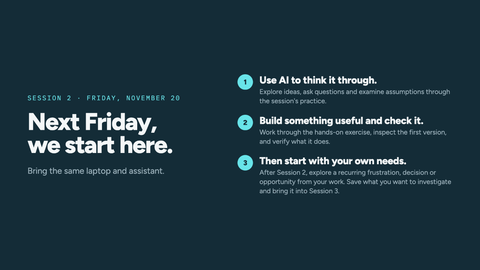 SESSION 2 · FRIDAY, NOVEMBER 20
Next Friday,
we start here.
Bring the same laptop and assistant.
1
Use AI to think it through.
Explore ideas, ask questions and examine assumptions through
the session's practice.
2
Build something useful and check it.
Work through the hands-on exercise, inspect the first version,
and verify what it does.
3
Then start with your own needs.
After Session 2, explore a recurring frustration, decision or
opportunity from your work. Save what you want to investigate
and bring it into Session 3.